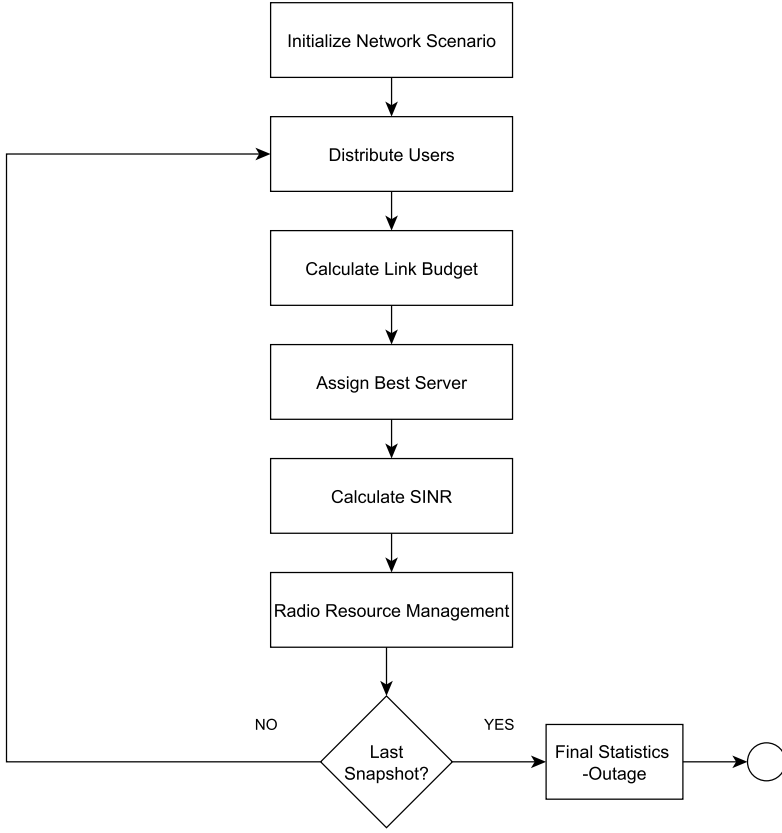 Initialize Network Scenario
Distribute Users
Calculate Link Budget
Assign Best Server
Calculate SINR
Radio Resource Management
NO
YES
Last
Snapshot?
Final Statistics
-Outage